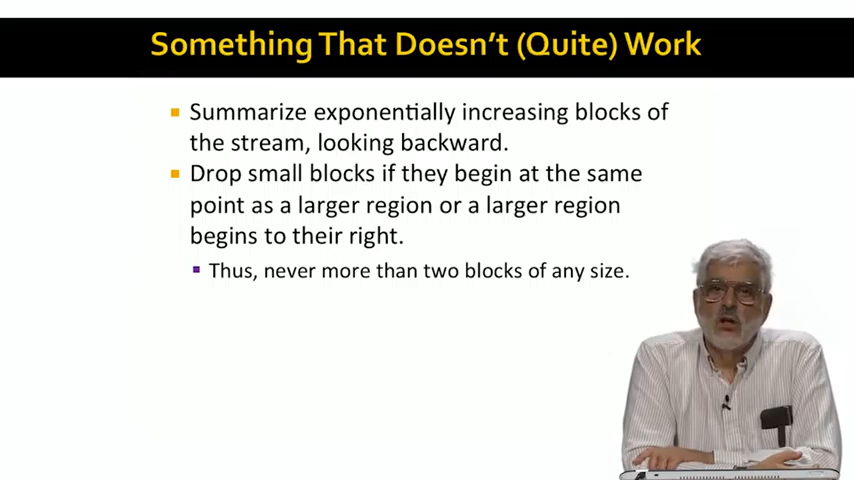 Something That Doesn't (Quite) Work
Summarize exponentially increasing blocks of
the stream, looking backward.
Drop small blocks if they begin at the same
point as a larger region or a larger region
begins to their right.
Thus, never more than two blocks of any size.